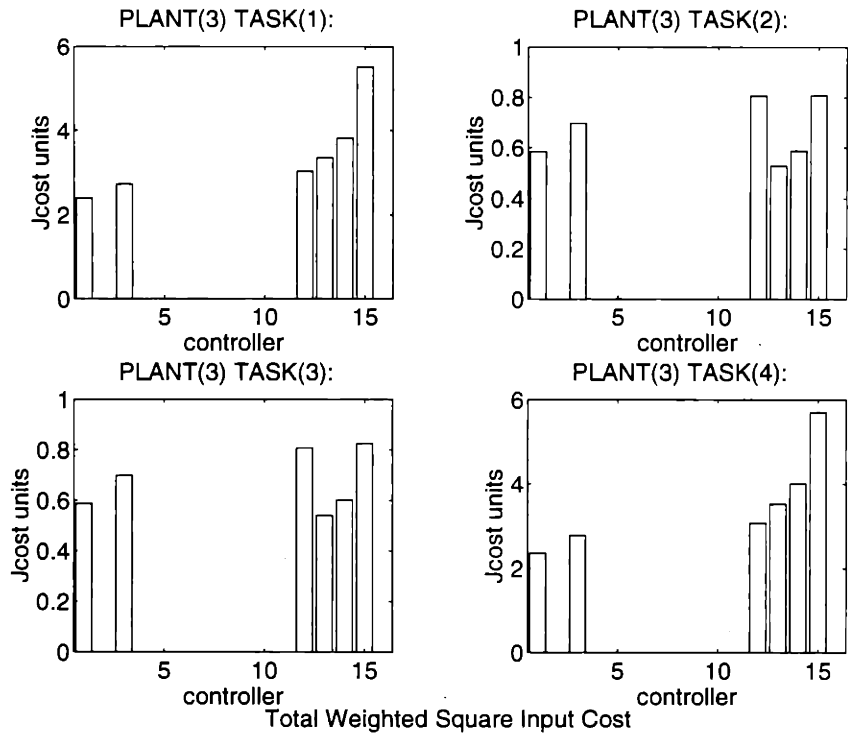 PLANT(3) TASK(1):
6
4
2
0
Jcost units
5 10 15
controller
PLANT(3) TASK(2):
1
0.8
0.6
0.4
0.2
0
Jcost units
5 10 15
controller
PLANT(3) TASK(3):
1
0.8
0.6
0.4
0.2
0
Jcost units
5 10 15
controller
PLANT(3) TASK(4):
6
4
2
0
Jcost units
5 10 15
controller
Total Weighted Square Input Cost